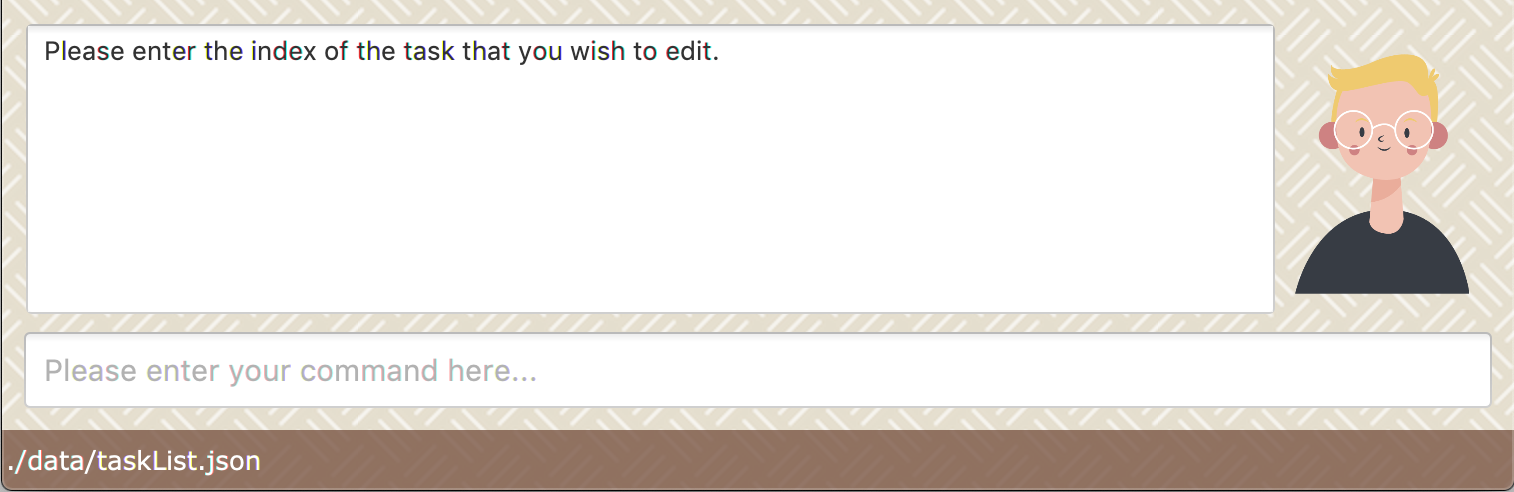 Please enter the index of the task that you wish to edit.
Please enter your command here...
./data/taskList.json